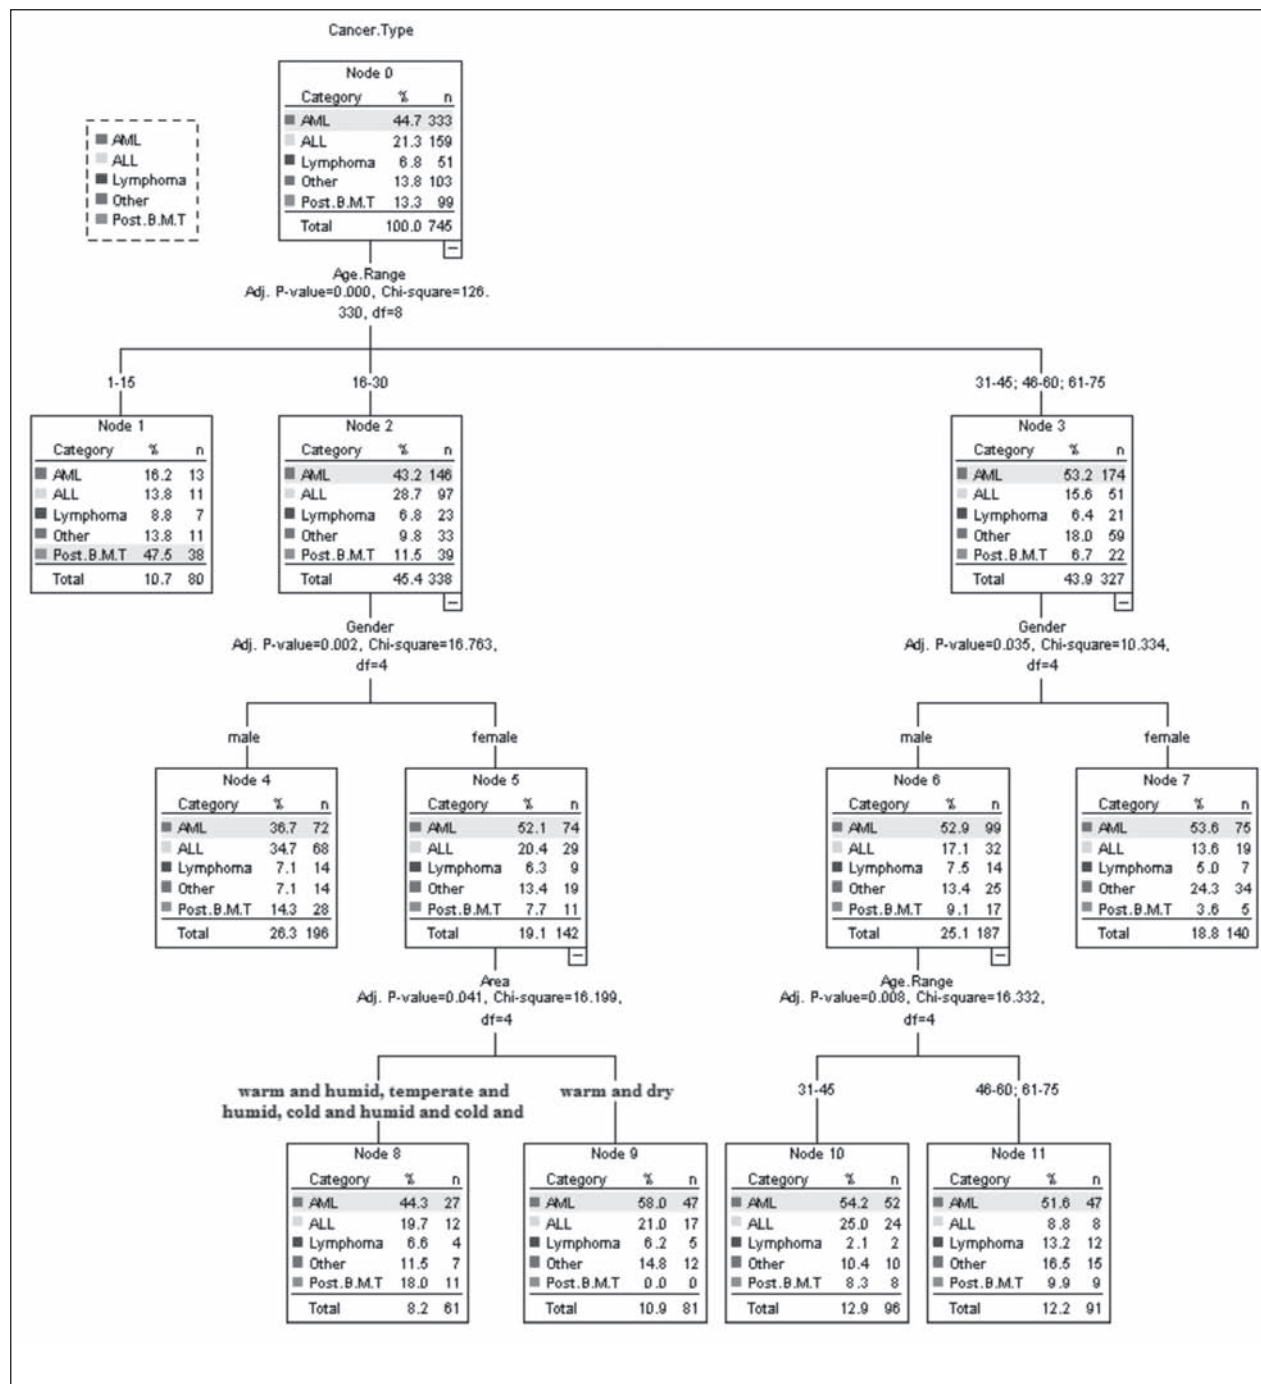 Cancer.Type
Node 0
Category % n
AML 44.7 333
ALL 21.3 159
Lymphoma 6.8 51
Other 13.8 103
Post.B.M.T 13.3 99
Total 100.0 745
AML
ALL
Lymphoma
Other
Post.B.M.T
Age.Range
Adj. P-value=0.000, Chi-square=126.
330, df=8
1-15
16-30
31-45; 46-60; 61-75
Node 1
Category % n
AML 16.2 13
ALL 13.8 11
Lymphoma 8.8 7
Other 13.8 11
Post.B.M.T 47.5 38
Total 10.7 80
Node 2
Category % n
AML 43.2 146
ALL 28.7 97
Lymphoma 6.8 23
Other 9.8 33
Post.B.M.T 11.5 39
Total 45.4 338
Node 3
Category % n
AML 53.2 174
ALL 15.6 51
Lymphoma 6.4 21
Other 18.0 59
Post.B.M.T 6.7 22
Total 43.9 327
Gender
Adj. P-value=0.002, Chi-square=16.763,
df=4
Gender
Adj. P-value=0.035, Chi-square=10.334,
df=4
male
female
male
female
Node 4
Category % n
AML 36.7 72
ALL 34.7 68
Lymphoma 7.1 14
Other 7.1 14
Post.B.M.T 14.3 28
Total 26.3 196
Node 5
Category % n
AML 52.1 74
ALL 20.4 29
Lymphoma 6.3 9
Other 13.4 19
Post.B.M.T 7.7 11
Total 19.1 142
Node 6
Category % n
AML 52.9 99
ALL 17.1 32
Lymphoma 7.5 14
Other 13.4 25
Post.B.M.T 9.1 17
Total 25.1 187
Node 7
Category % n
AML 53.6 75
ALL 13.6 19
Lymphoma 5.0 7
Other 24.3 34
Post.B.M.T 3.6 5
Total 18.8 140
Area
Adj. P-value=0.041, Chi-square=16.199,
df=4
Age.Range
Adj. P-value=0.008, Chi-square=16.332,
df=4
warm and humid, temperate and
humid, cold and humid and cold and
warm and dry
31-45
46-60; 61-75
Node 8
Category % n
AML 44.3 27
ALL 19.7 12
Lymphoma 6.6 4
Other 11.5 7
Post.B.M.T 18.0 11
Total 8.2 61
Node 9
Category % n
AML 58.0 47
ALL 21.0 17
Lymphoma 6.2 5
Other 14.8 12
Post.B.M.T 0.0 0
Total 10.9 81
Node 10
Category % n
AML 54.2 52
ALL 25.0 24
Lymphoma 2.1 2
Other 10.4 10
Post.B.M.T 8.3 8
Total 12.9 96
Node 11
Category % n
AML 51.6 47
ALL 8.8 8
Lymphoma 13.2 12
Other 16.5 15
Post.B.M.T 9.9 9
Total 12.2 91